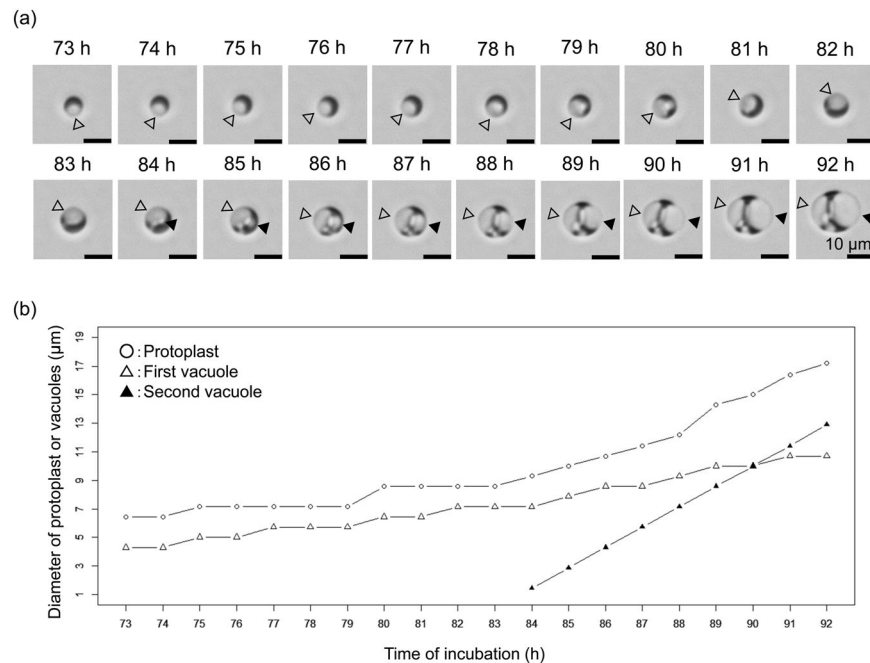 (a)
73 h 74 h 75 h 76 h 77 h 78 h 79 h 80 h 81 h 82 h
83 h 84 h 85 h 86 h 87 h 88 h 89 h 90 h 91 h 92 h
10 µm
(b)
Diameter of protoplast or vacuoles (µm)
19
17
15
13
11
9
7
5
3
1
: Protoplast
: First vacuole
: Second vacuole
73 74 75 76 77 78 79 80 81 82 83 84 85 86 87 88 89 90 91 92
Time of incubation (h)